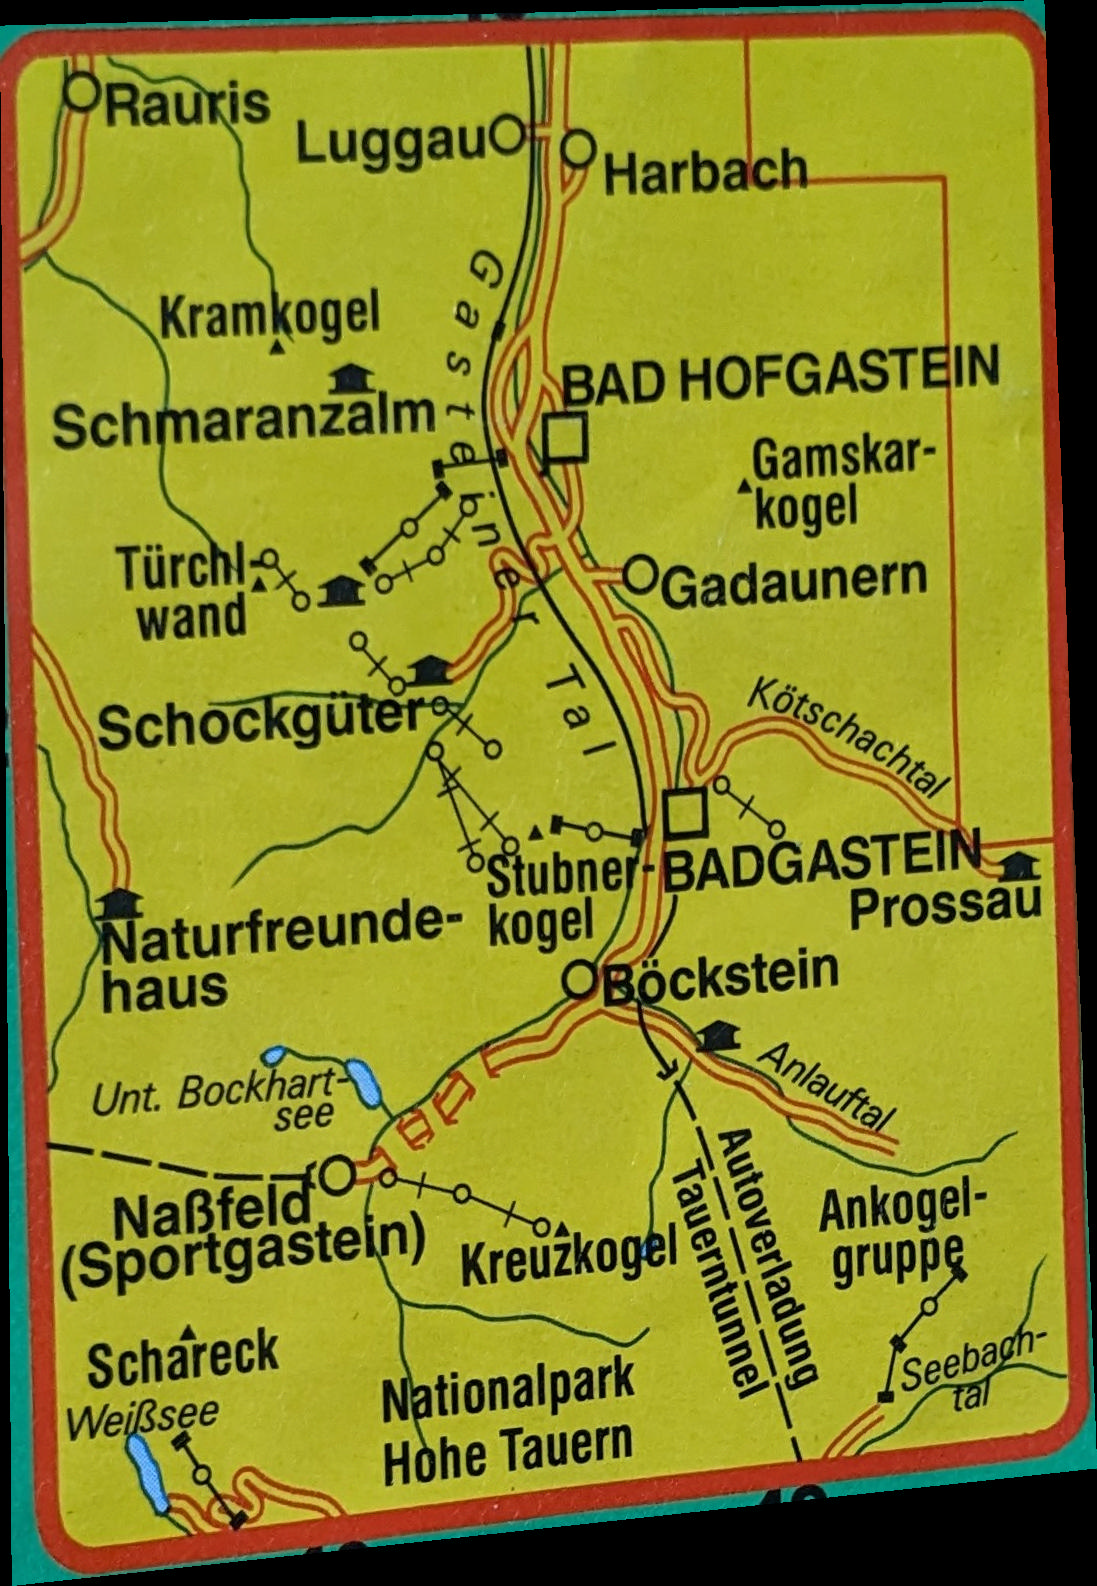 Rauris
Luggau
Harbach
Gasteiner Tal
Kramkogel
BAD HOFGASTEIN
Schmaranzalm
Gamskar-
kogel
Türchl-
wand
Gadaunern
Schockgüter
Kötschachtal
Stubner-
kogel
BADGASTEIN
Prossau
Naturfreunde-
haus
Böckstein
Unt. Bockhart-
see
Anlauftal
Naßfeld
(Sportgastein)
Kreuzkogel
Autoverladung
Tauerntunnel
Ankogel-
gruppe
Schareck
Weißsee
Nationalpark
Hohe Tauern
Seebach-
tal